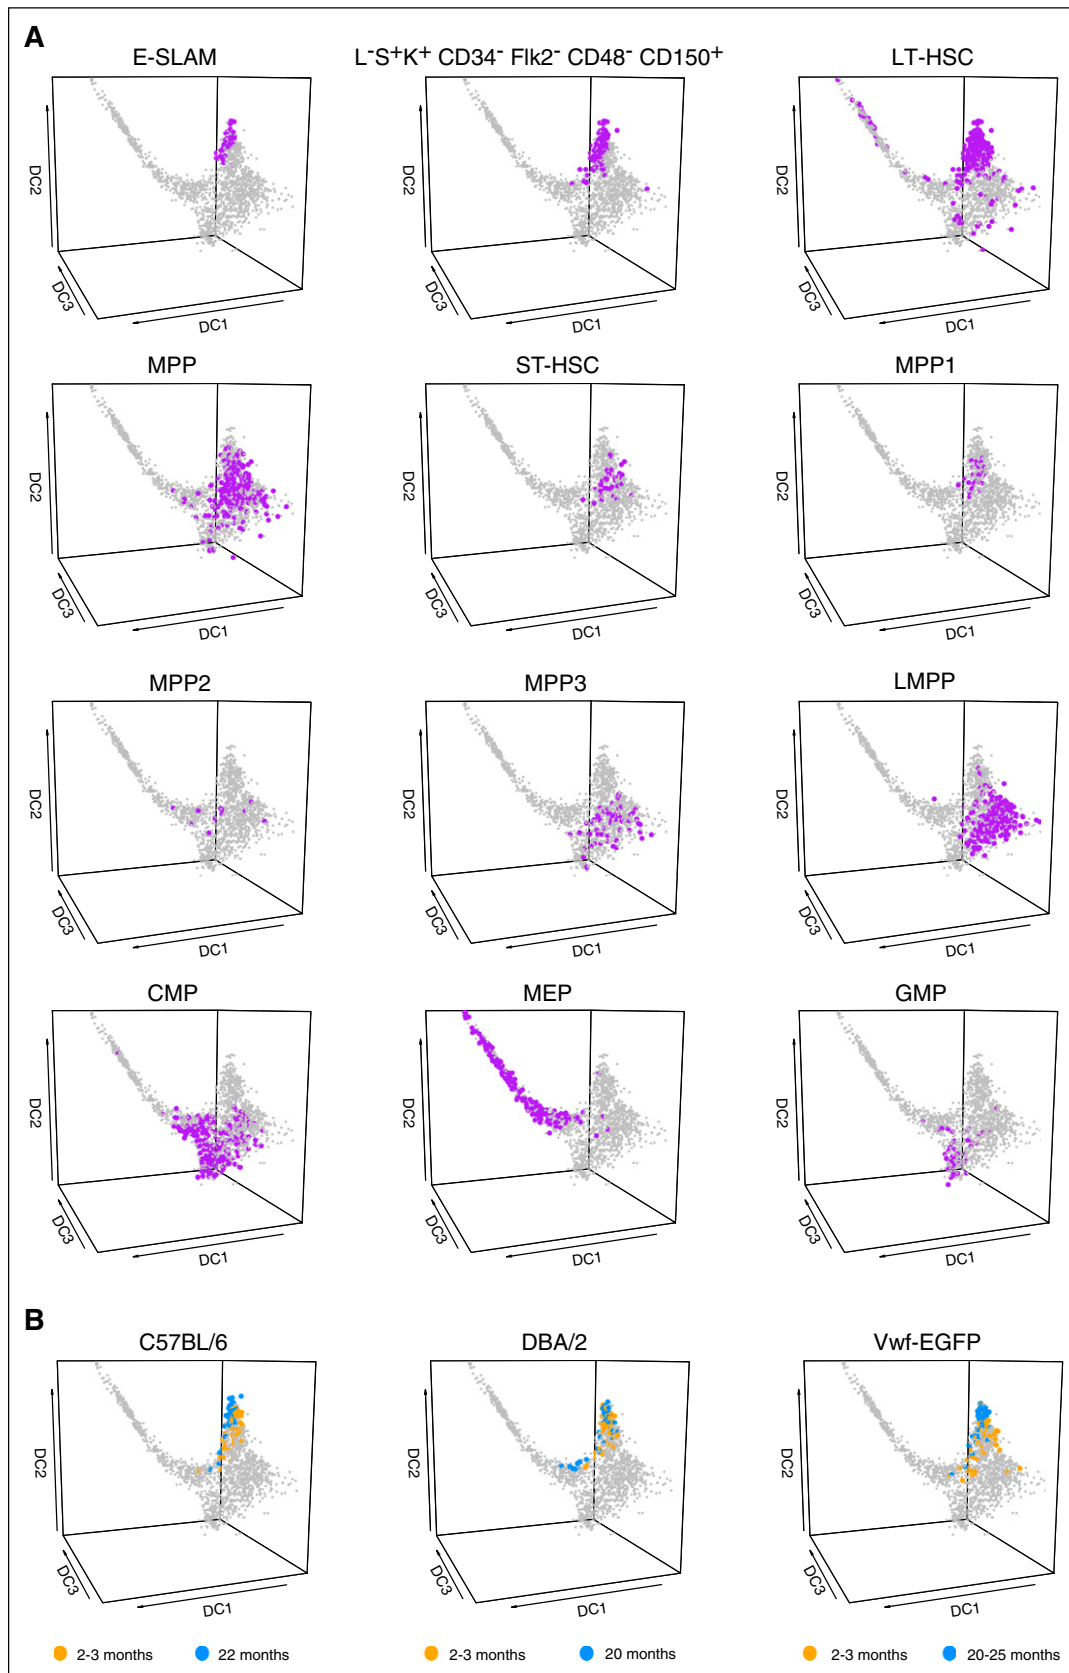 A
E-SLAM
L⁻S⁺K⁺ CD34⁻ Flk2⁻ CD48⁻ CD150⁺
LT-HSC
DC2
DC3
DC1
DC2
DC3
DC1
DC2
DC3
DC1
MPP
ST-HSC
MPP1
DC2
DC3
DC1
DC2
DC3
DC1
DC2
DC3
DC1
MPP2
MPP3
LMPP
DC2
DC3
DC1
DC2
DC3
DC1
DC2
DC3
DC1
CMP
MEP
GMP
DC2
DC3
DC1
DC2
DC3
DC1
DC2
DC3
DC1
B
C57BL/6
DBA/2
Vwf-EGFP
DC2
DC3
DC1
DC2
DC3
DC1
DC2
DC3
DC1
2-3 months
22 months
2-3 months
20 months
2-3 months
20-25 months